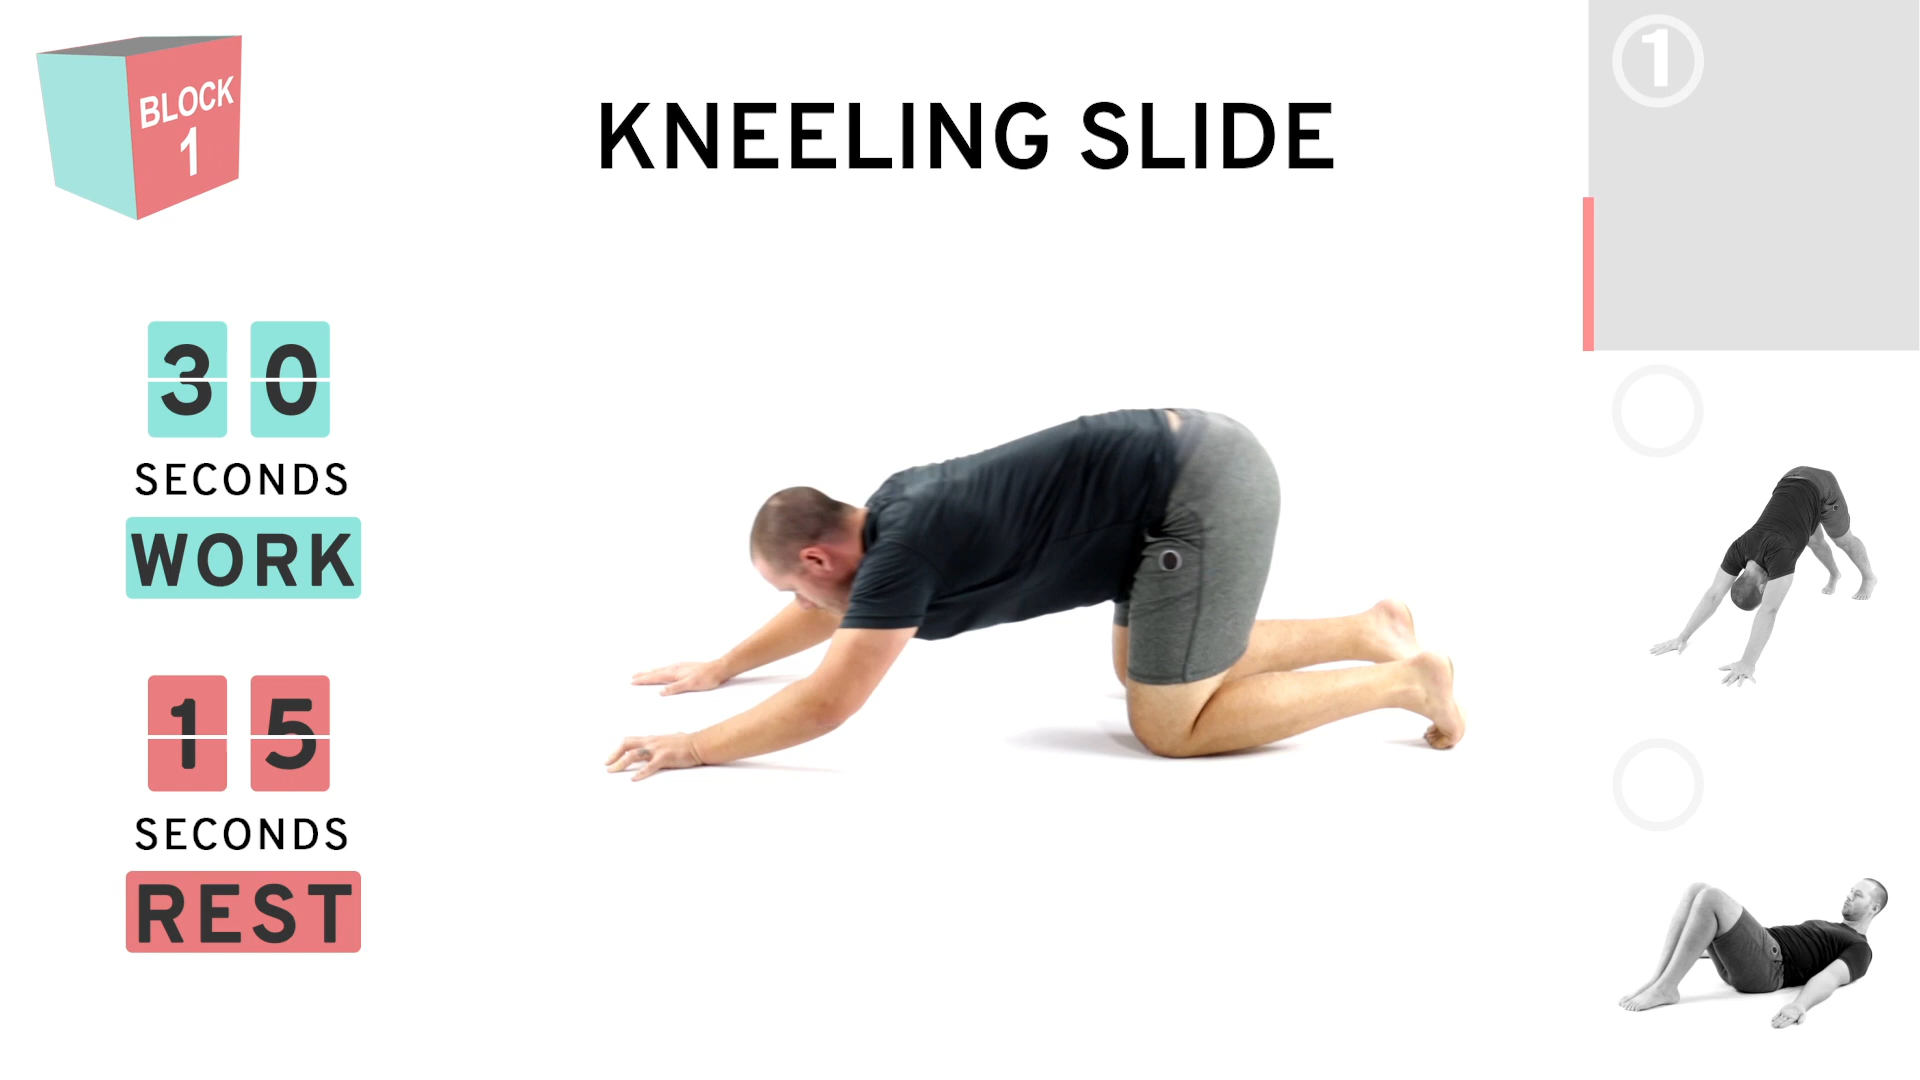 BLOCK
1
KNEELING SLIDE
1
30
SECONDS
WORK
15
SECONDS
REST